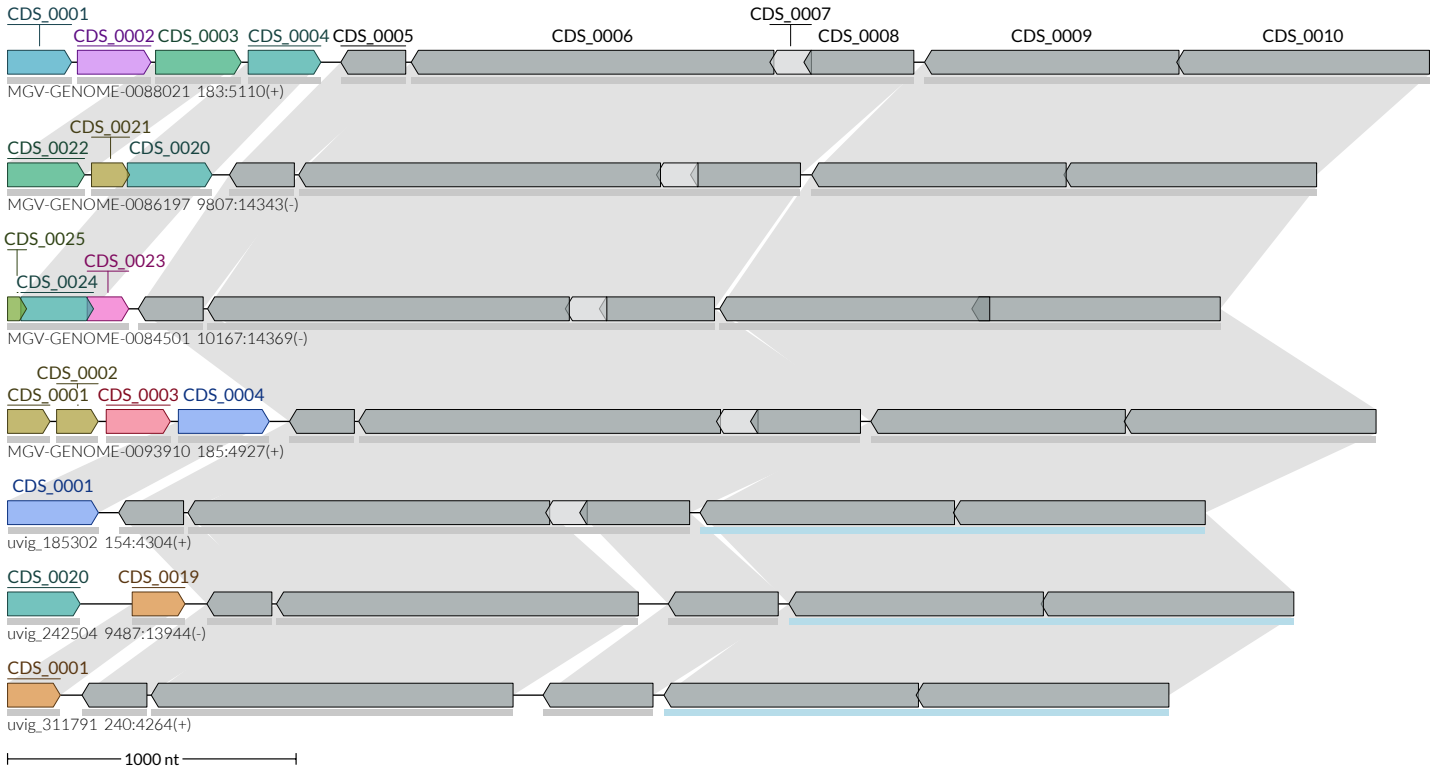 CDS_0001 CDS_0007
CDS_0002 CDS_0003 CDS_0004 CDS_0005 CDS_0006 CDS_0008 CDS_0009 CDS_0010
MGV-GENOME-0088021 183:5110(+)
CDS_0021
CDS_0022 CDS_0020
MGV-GENOME-0086197 9807:14343(-)
CDS_0025
CDS_0023
CDS_0024
MGV-GENOME-0084501 10167:14369(-)
CDS_0002
CDS_0001 CDS_0003 CDS_0004
MGV-GENOME-0093910 185:4927(+)
CDS_0001
uvig_185302 154:4304(+)
CDS_0020 CDS_0019
uvig_242504 9487:13944(-)
CDS_0001
uvig_311791 240:4264(+)
1000 nt